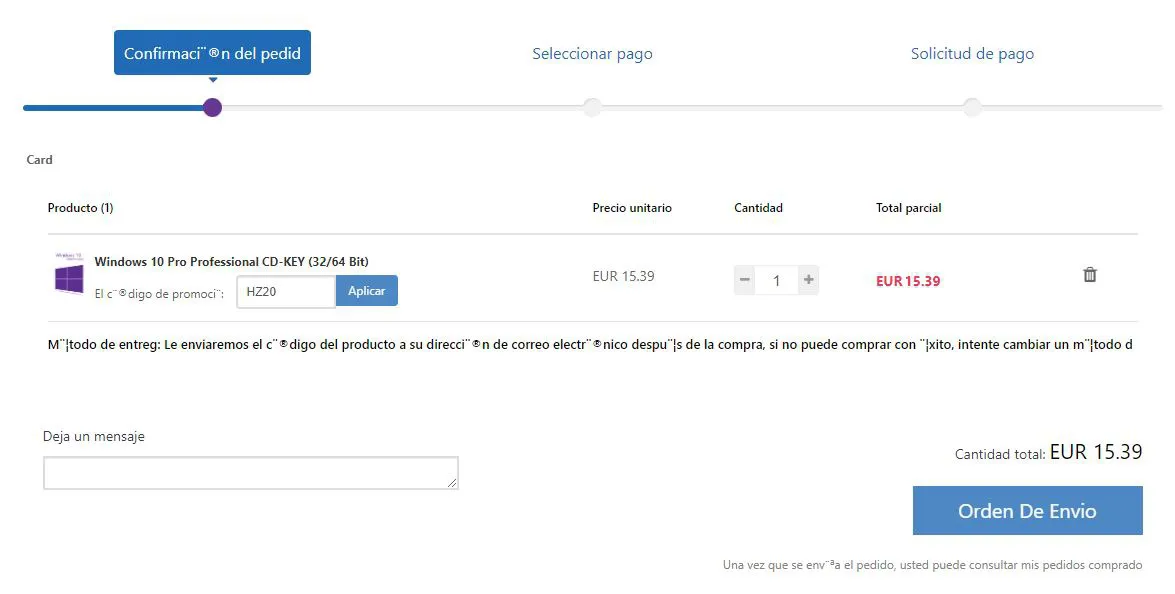 Confirmaci¨®n del pedid
Seleccionar pago
Solicitud de pago
Card
Producto (1)
Precio unitario
Cantidad
Total parcial
Windows 10
Windows 10 Pro Professional CD-KEY (32/64 Bit)
El c¨®digo de promoci¨:
HZ20
Aplicar
EUR 15.39
− 1 +
EUR 15.39
M¨¦todo de entreg: Le enviaremos el c¨®digo del producto a su direcci¨®n de correo electr¨®nico despu¨¦s de la compra, si no puede comprar con ¨¦xito, intente cambiar un m¨¦todo d
Deja un mensaje
Cantidad total: EUR 15.39
Orden De Envio
Una vez que se env¨ªa el pedido, usted puede consultar mis pedidos comprado